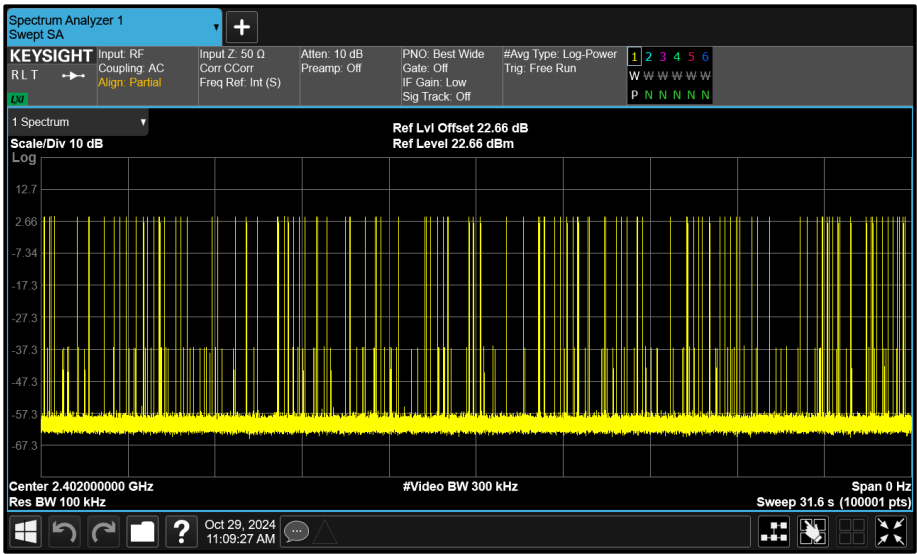 Spectrum Analyzer 1
Swept SA
+
KEYSIGHT
RLT
LXI
Input: RF
Coupling: AC
Align: Partial
Input Z: 50 Ω
Corr CCorr
Freq Ref: Int (S)
Atten: 10 dB
Preamp: Off
PNO: Best Wide
Gate: Off
IF Gain: Low
Sig Track: Off
#Avg Type: Log-Power
Trig: Free Run
1 2 3 4 5 6
W W W W W W
P N N N N N
1 Spectrum
Scale/Div 10 dB
Ref Lvl Offset 22.66 dB
Ref Level 22.66 dBm
Log
12.7
2.66
-7.34
-17.3
-27.3
-37.3
-47.3
-57.3
-67.3
Center 2.402000000 GHz
#Video BW 300 kHz
Span 0 Hz
Res BW 100 kHz
Sweep 31.6 s (100001 pts)
?
Oct 29, 2024
11:09:27 AM